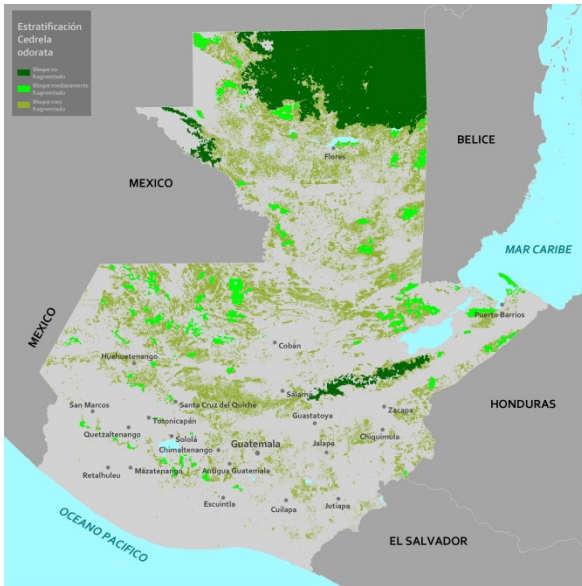 Estratificación
Cedrela
odorata
Bloque no
fragmentado
Bloque medianamente
fragmentado
Bloque muy
fragmentado
BELICE
Flores
MEXICO
MAR CARIBE
Puerto Barrios
MEXICO
Cobán
Huehuetenango
Salamá
HONDURAS
Santa Cruz del Quiché
San Marcos
Zacapa
Totonicapán
Guastatoya
Quetzaltenango
Sololá
Chiquimula
Guatemala
Chimaltenango
Jalapa
Retalhuleu
Mazatenango
Antigua Guatemala
Escuintla
Cuilapa
Jutiapa
OCEANO PACIFICO
EL SALVADOR